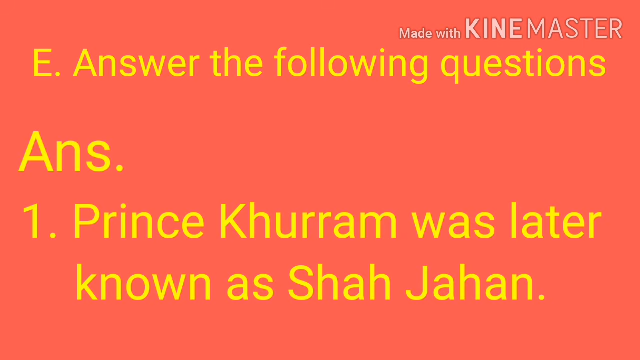 Made with KINEMASTER
E. Answer the following questions
Ans.
1. Prince Khurram was later
known as Shah Jahan.